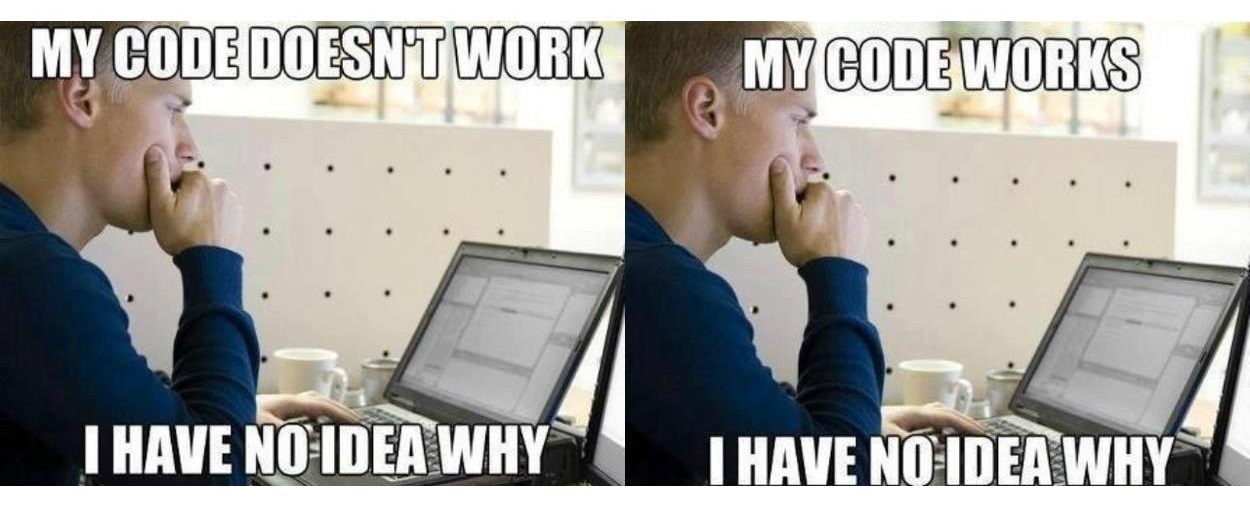 MY CODE DOESN'T WORK
I HAVE NO IDEA WHY
MY CODE WORKS
I HAVE NO IDEA WHY